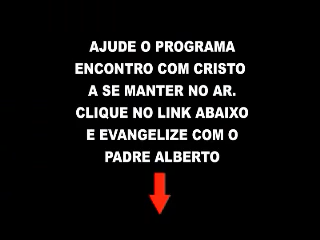 AJUDE O PROGRAMA
ENCONTRO COM CRISTO
A SE MANTER NO AR.
CLIQUE NO LINK ABAIXO
E EVANGELIZE COM O
PADRE ALBERTO